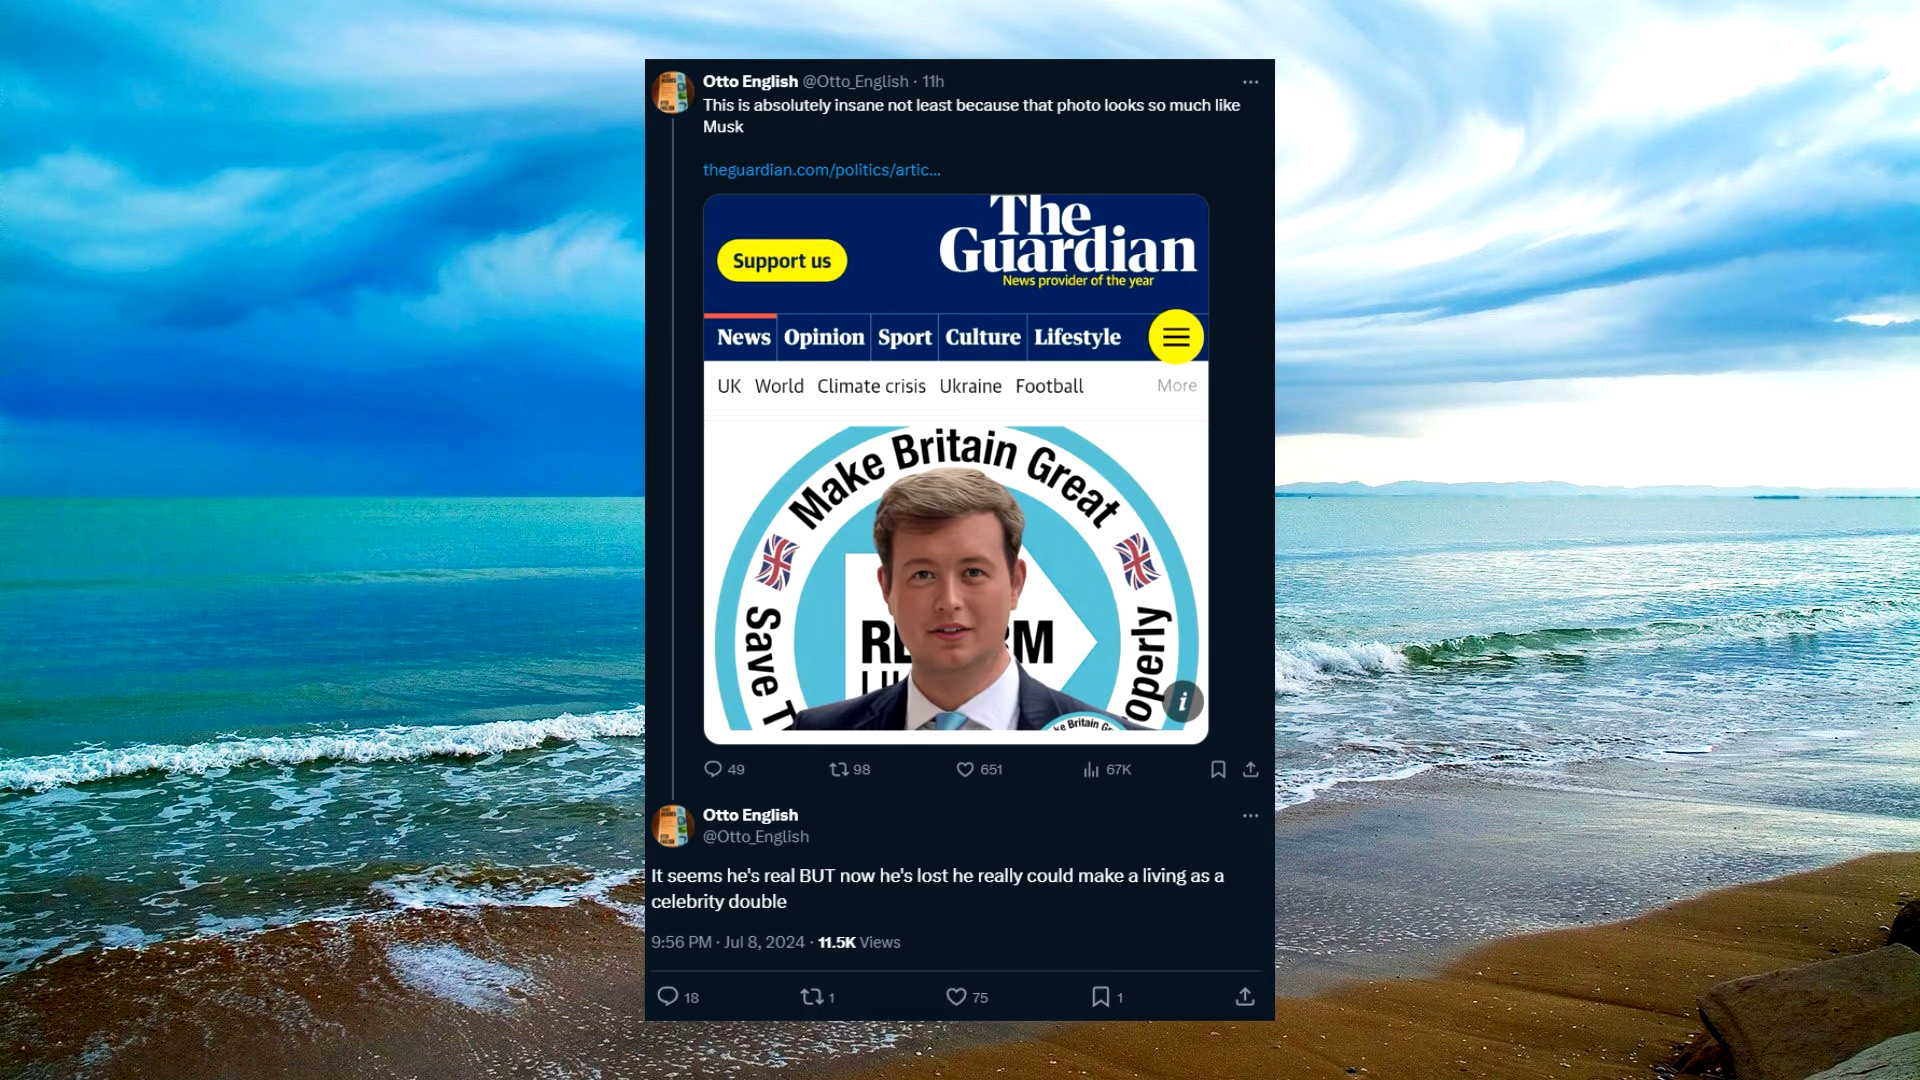 Otto English @Otto_English · 11h
This is absolutely insane not least because that photo looks so much like
Musk
theguardian.com/politics/artic...
The
Guardian
News provider of the year
Support us
News Opinion Sport Culture Lifestyle
UK World Climate crisis Ukraine Football More
Make Britain Great
Save T
operly
RE M
ke Britain Gr
i
49 98 651 67K
Otto English
@Otto_English
It seems he's real BUT now he's lost he really could make a living as a
celebrity double
9:56 PM · Jul 8, 2024 · 11.5K Views
18 1 75 1